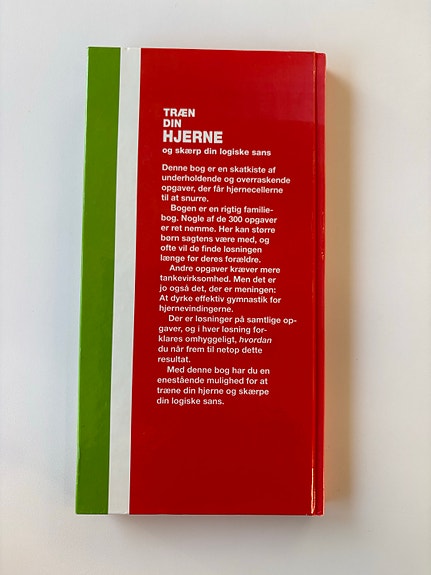 TRÆN
DIN
HJERNE
og skærp din logiske sans
Denne bog er en skatkiste af
underholdende og overraskende
opgaver, der får hjernecellerne
til at snurre.
Bogen er en rigtig familie-
bog. Nogle af de 300 opgaver
er ret nemme. Her kan større
børn sagtens være med, og
ofte vil de finde løsningen
længe før deres forældre.
Andre opgaver kræver mere
tankevirksomhed. Men det er
jo også det, der er meningen:
At dyrke effektiv gymnastik for
hjernevindingerne.
Der er løsninger på samtlige op-
gaver, og i hver løsning for-
klares omhyggeligt, hvordan
du når frem til netop dette
resultat.
Med denne bog har du en
enestående mulighed for at
træne din hjerne og skærpe
din logiske sans.